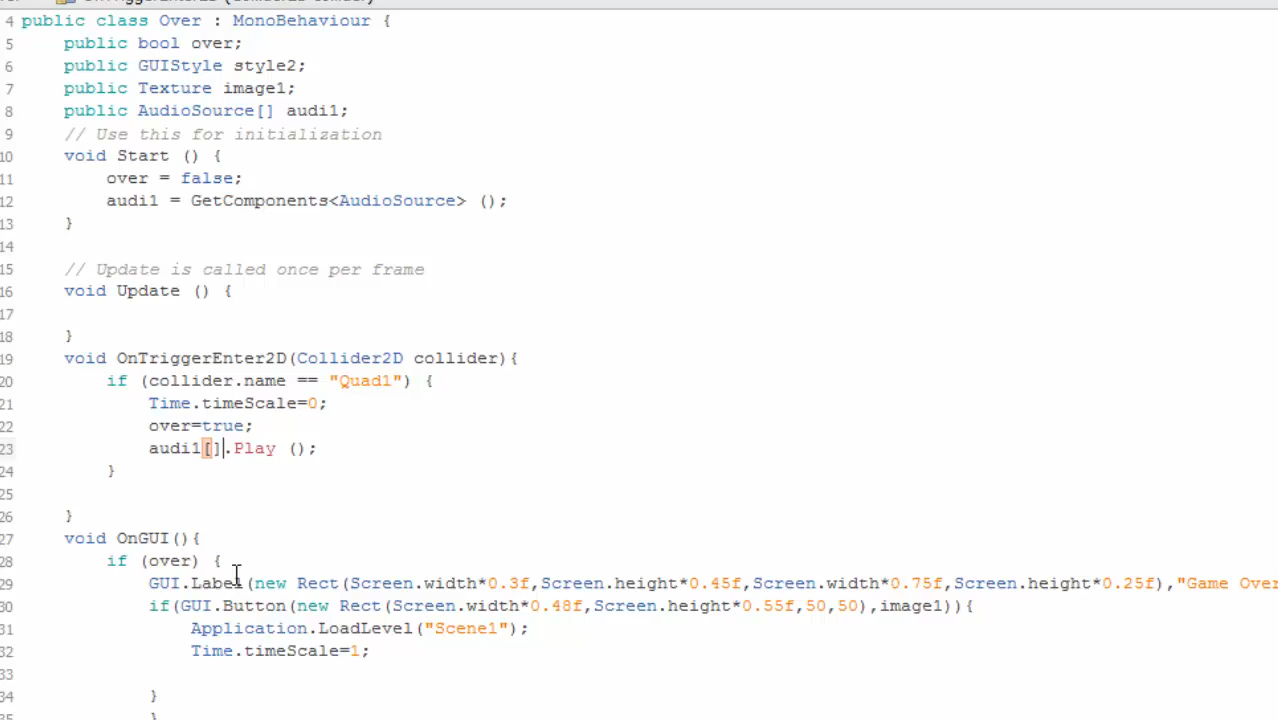 4 public class Over : MonoBehaviour {
5 public bool over;
6 public GUIStyle style2;
7 public Texture image1;
8 public AudioSource[] audi1;
9 // Use this for initialization
10 void Start () {
11 over = false;
12 audi1 = GetComponents<AudioSource> ();
13 }
14
15 // Update is called once per frame
16 void Update () {
17
18 }
19 void OnTriggerEnter2D(Collider2D collider){
20 if (collider.name == "Quad1") {
21 Time.timeScale=0;
22 over=true;
23 audi1[].Play ();
24 }
25
26 }
27 void OnGUI(){
28 if (over) {
29 GUI.Label(new Rect(Screen.width*0.3f,Screen.height*0.45f,Screen.width*0.75f,Screen.height*0.25f),"Game Over
30 if(GUI.Button(new Rect(Screen.width*0.48f,Screen.height*0.55f,50,50),image1)){
31 Application.LoadLevel("Scene1");
32 Time.timeScale=1;
33
34 }
35 }